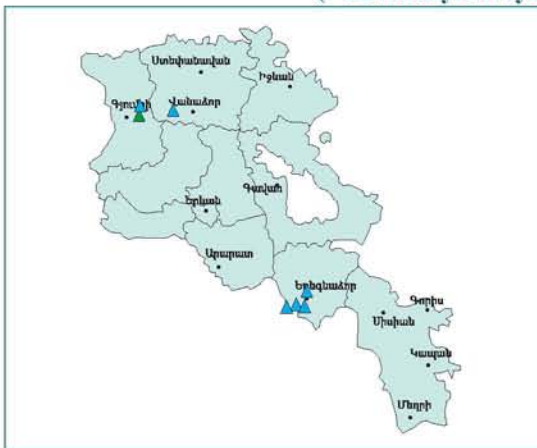 Ստեփանավան
Իջևան
Գյումրի
Վանաձոր
Գավառ
Երևան
Արարատ
Եղեգնաձոր
Գորիս
Սիսիան
Կապան
Մեղրի